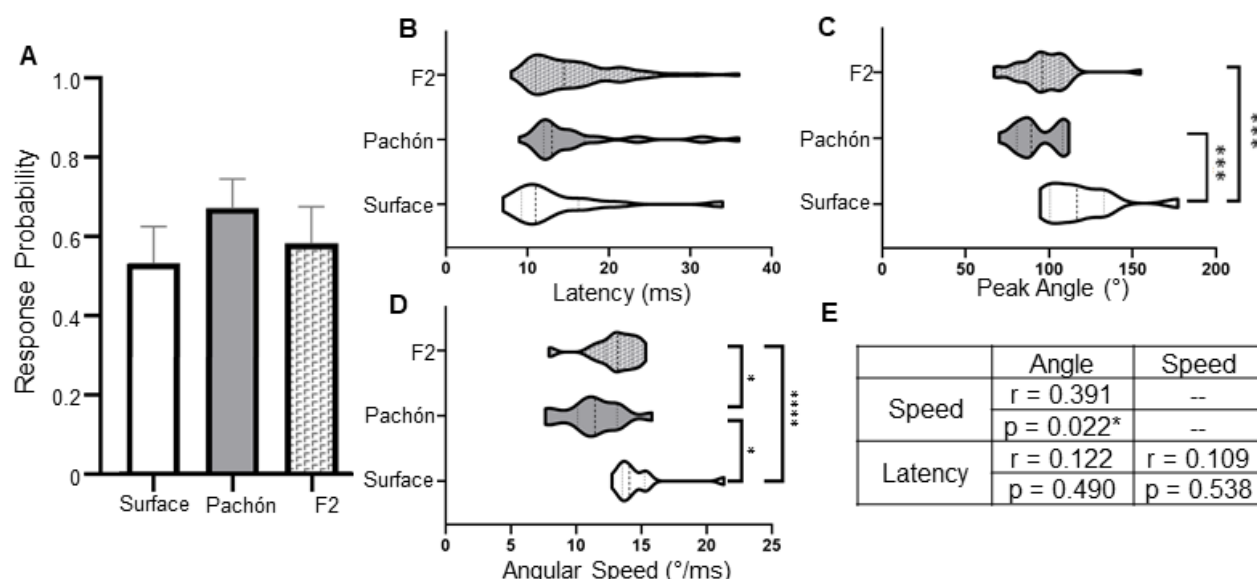 A
Response Probability
1.0
0.8
0.6
0.4
0.2
0
Surface
Pachón
F2
B
F2
Pachón
Surface
0
10
20
30
40
Latency (ms)
C
F2
Pachón
Surface
***
***
0
50
100
150
200
Peak Angle (°)
D
F2
Pachón
Surface
*
*
****
0
5
10
15
20
25
Angular Speed (°/ms)
E
Angle Speed
Speed
r = 0.391 --
p = 0.022* --
Latency
r = 0.122 r = 0.109
p = 0.490 p = 0.538